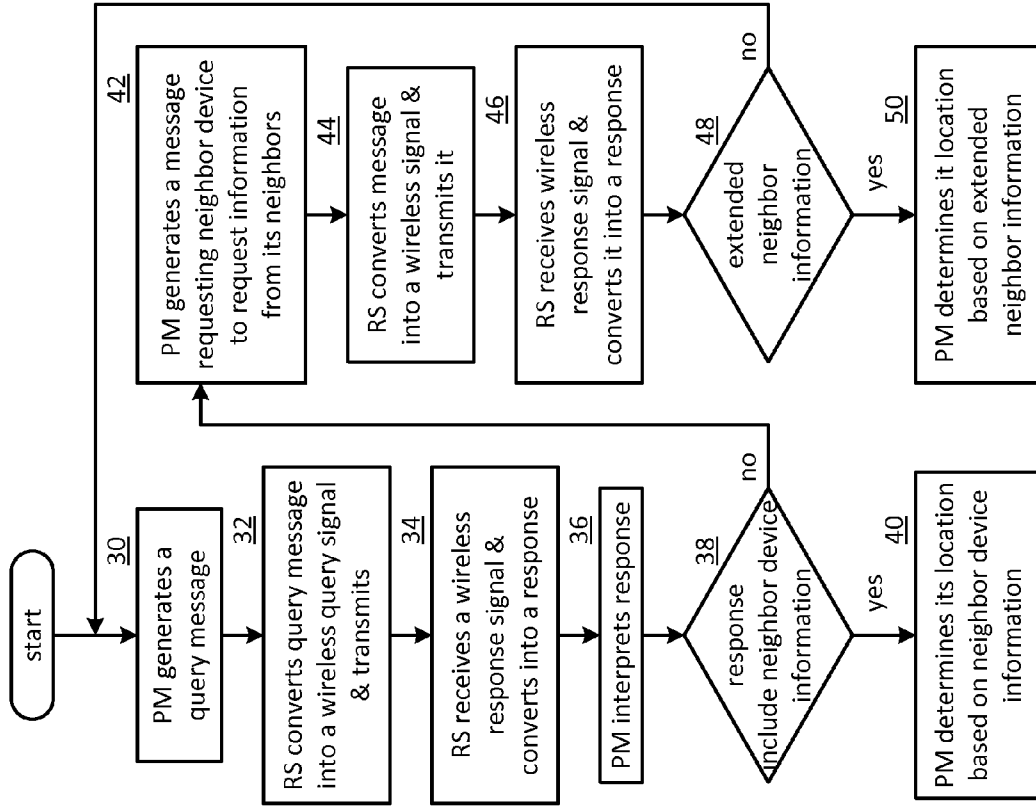 start
30
PM generates a
query message
32
RS converts query message
into a wireless query signal
& transmits
34
RS receives a wireless
response signal &
converts into a response
36
PM interprets response
38
response
include neighbor device
information
no
yes
40
PM determines its location
based on neighbor device
information
42
PM generates a message
requesting neighbor device
to request information
from its neighbors
44
RS converts message
into a wireless signal &
transmits it
46
RS receives wireless
response signal &
converts it into a response
48
extended
neighbor
information
no
yes
50
PM determines it location
based on extended
neighbor information